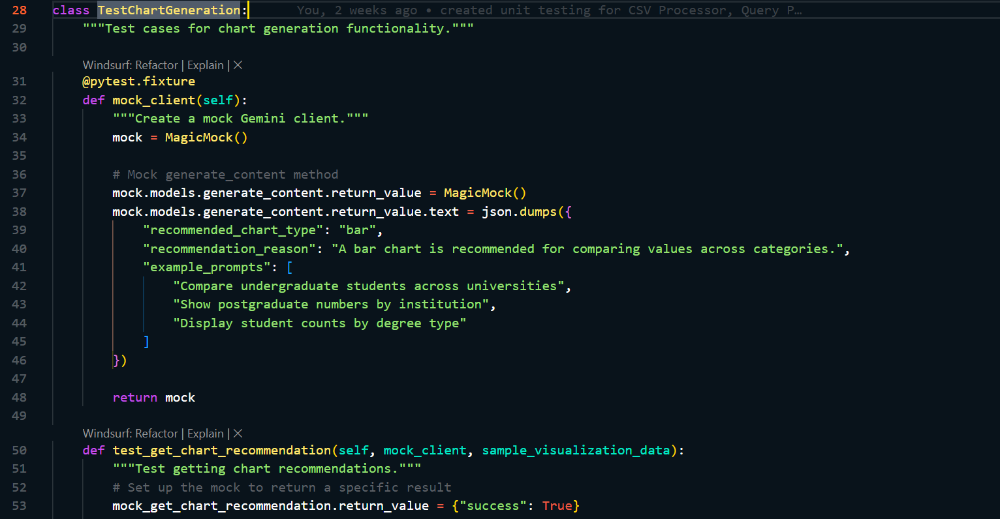 28 class TestChartGeneration: You, 2 weeks ago • created unit testing for CSV Processor, Query P…
29 """Test cases for chart generation functionality."""
30
Windsurf: Refactor | Explain | ×
31 @pytest.fixture
32 def mock_client(self):
33 """Create a mock Gemini client."""
34 mock = MagicMock()
35
36 # Mock generate_content method
37 mock.models.generate_content.return_value = MagicMock()
38 mock.models.generate_content.return_value.text = json.dumps({
39 "recommended_chart_type": "bar",
40 "recommendation_reason": "A bar chart is recommended for comparing values across categories.",
41 "example_prompts": [
42 "Compare undergraduate students across universities",
43 "Show postgraduate numbers by institution",
44 "Display student counts by degree type"
45 ]
46 })
47
48 return mock
49
Windsurf: Refactor | Explain | ×
50 def test_get_chart_recommendation(self, mock_client, sample_visualization_data):
51 """Test getting chart recommendations."""
52 # Set up the mock to return a specific result
53 mock_get_chart_recommendation.return_value = {"success": True}